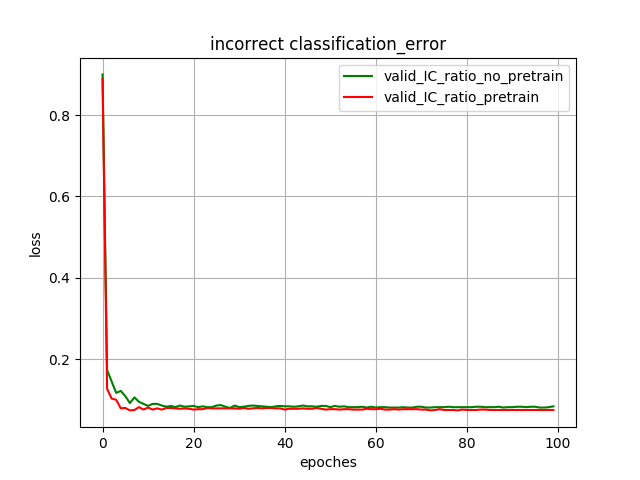 incorrect classification_error
valid_IC_ratio_no_pretrain
valid_IC_ratio_pretrain
loss
0.8
0.6
0.4
0.2
0 20 40 60 80 100
epoches